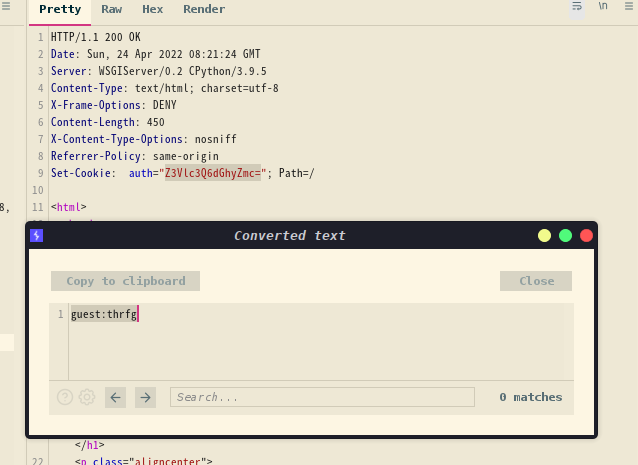 Pretty Raw Hex Render \n
1 HTTP/1.1 200 OK
2 Date: Sun, 24 Apr 2022 08:21:24 GMT
3 Server: WSGIServer/0.2 CPython/3.9.5
4 Content-Type: text/html; charset=utf-8
5 X-Frame-Options: DENY
6 Content-Length: 450
7 X-Content-Type-Options: nosniff
8 Referrer-Policy: same-origin
9 Set-Cookie:  auth="Z3Vlc3Q6dGhyZmc="; Path=/
10
8, 11 <html>
Converted text
Copy to clipboard Close
1 guest:thrfg
Search... 0 matches
</h1>
22 <p class="aligncenter">